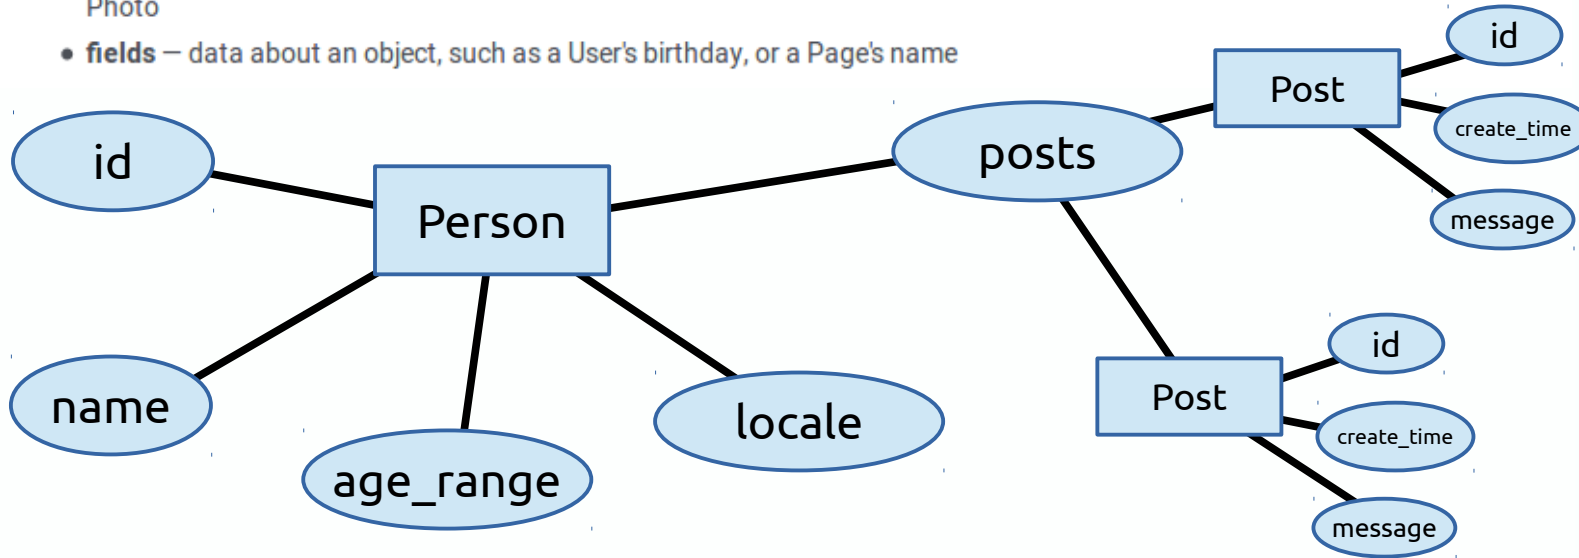 Photo
• fields — data about an object, such as a User's birthday, or a Page's name
id
Person
name
age_range
locale
posts
Post
id
create_time
message
Post
id
create_time
message